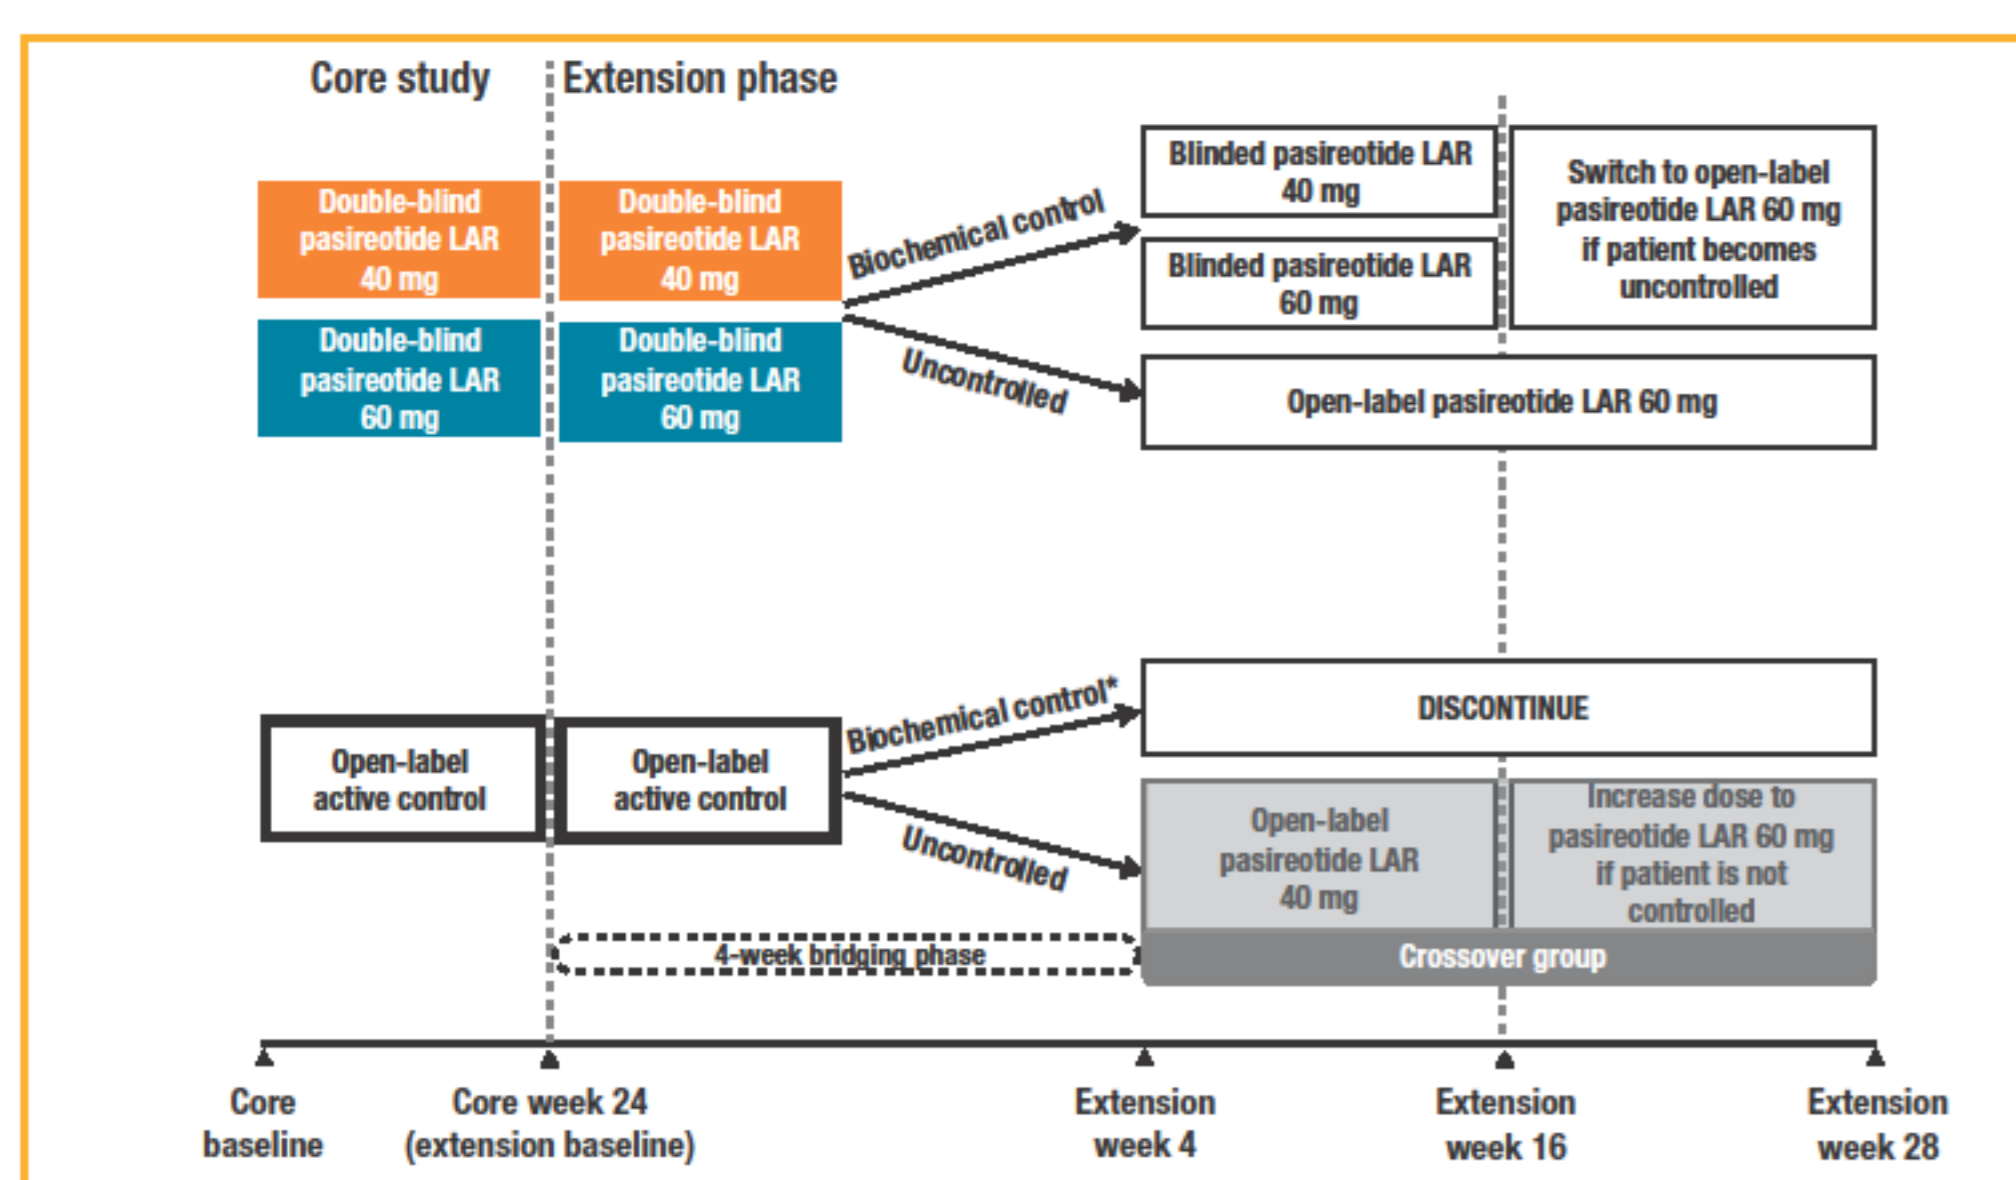 Core study
Extension phase
Double-blind
pasireotide LAR
40 mg
Double-blind
pasireotide LAR
40 mg
Double-blind
pasireotide LAR
60 mg
Double-blind
pasireotide LAR
60 mg
Biochemical control
Uncontrolled
Blinded pasireotide LAR
40 mg
Blinded pasireotide LAR
60 mg
Switch to open-label
pasireotide LAR 60 mg
if patient becomes
uncontrolled
Open-label pasireotide LAR 60 mg
Open-label
active control
Open-label
active control
Biochemical control*
Uncontrolled
DISCONTINUE
Open-label
pasireotide LAR
40 mg
Increase dose to
pasireotide LAR 60 mg
if patient is not
controlled
4-week bridging phase
Crossover group
Core
baseline
Core week 24
(extension baseline)
Extension
week 4
Extension
week 16
Extension
week 28